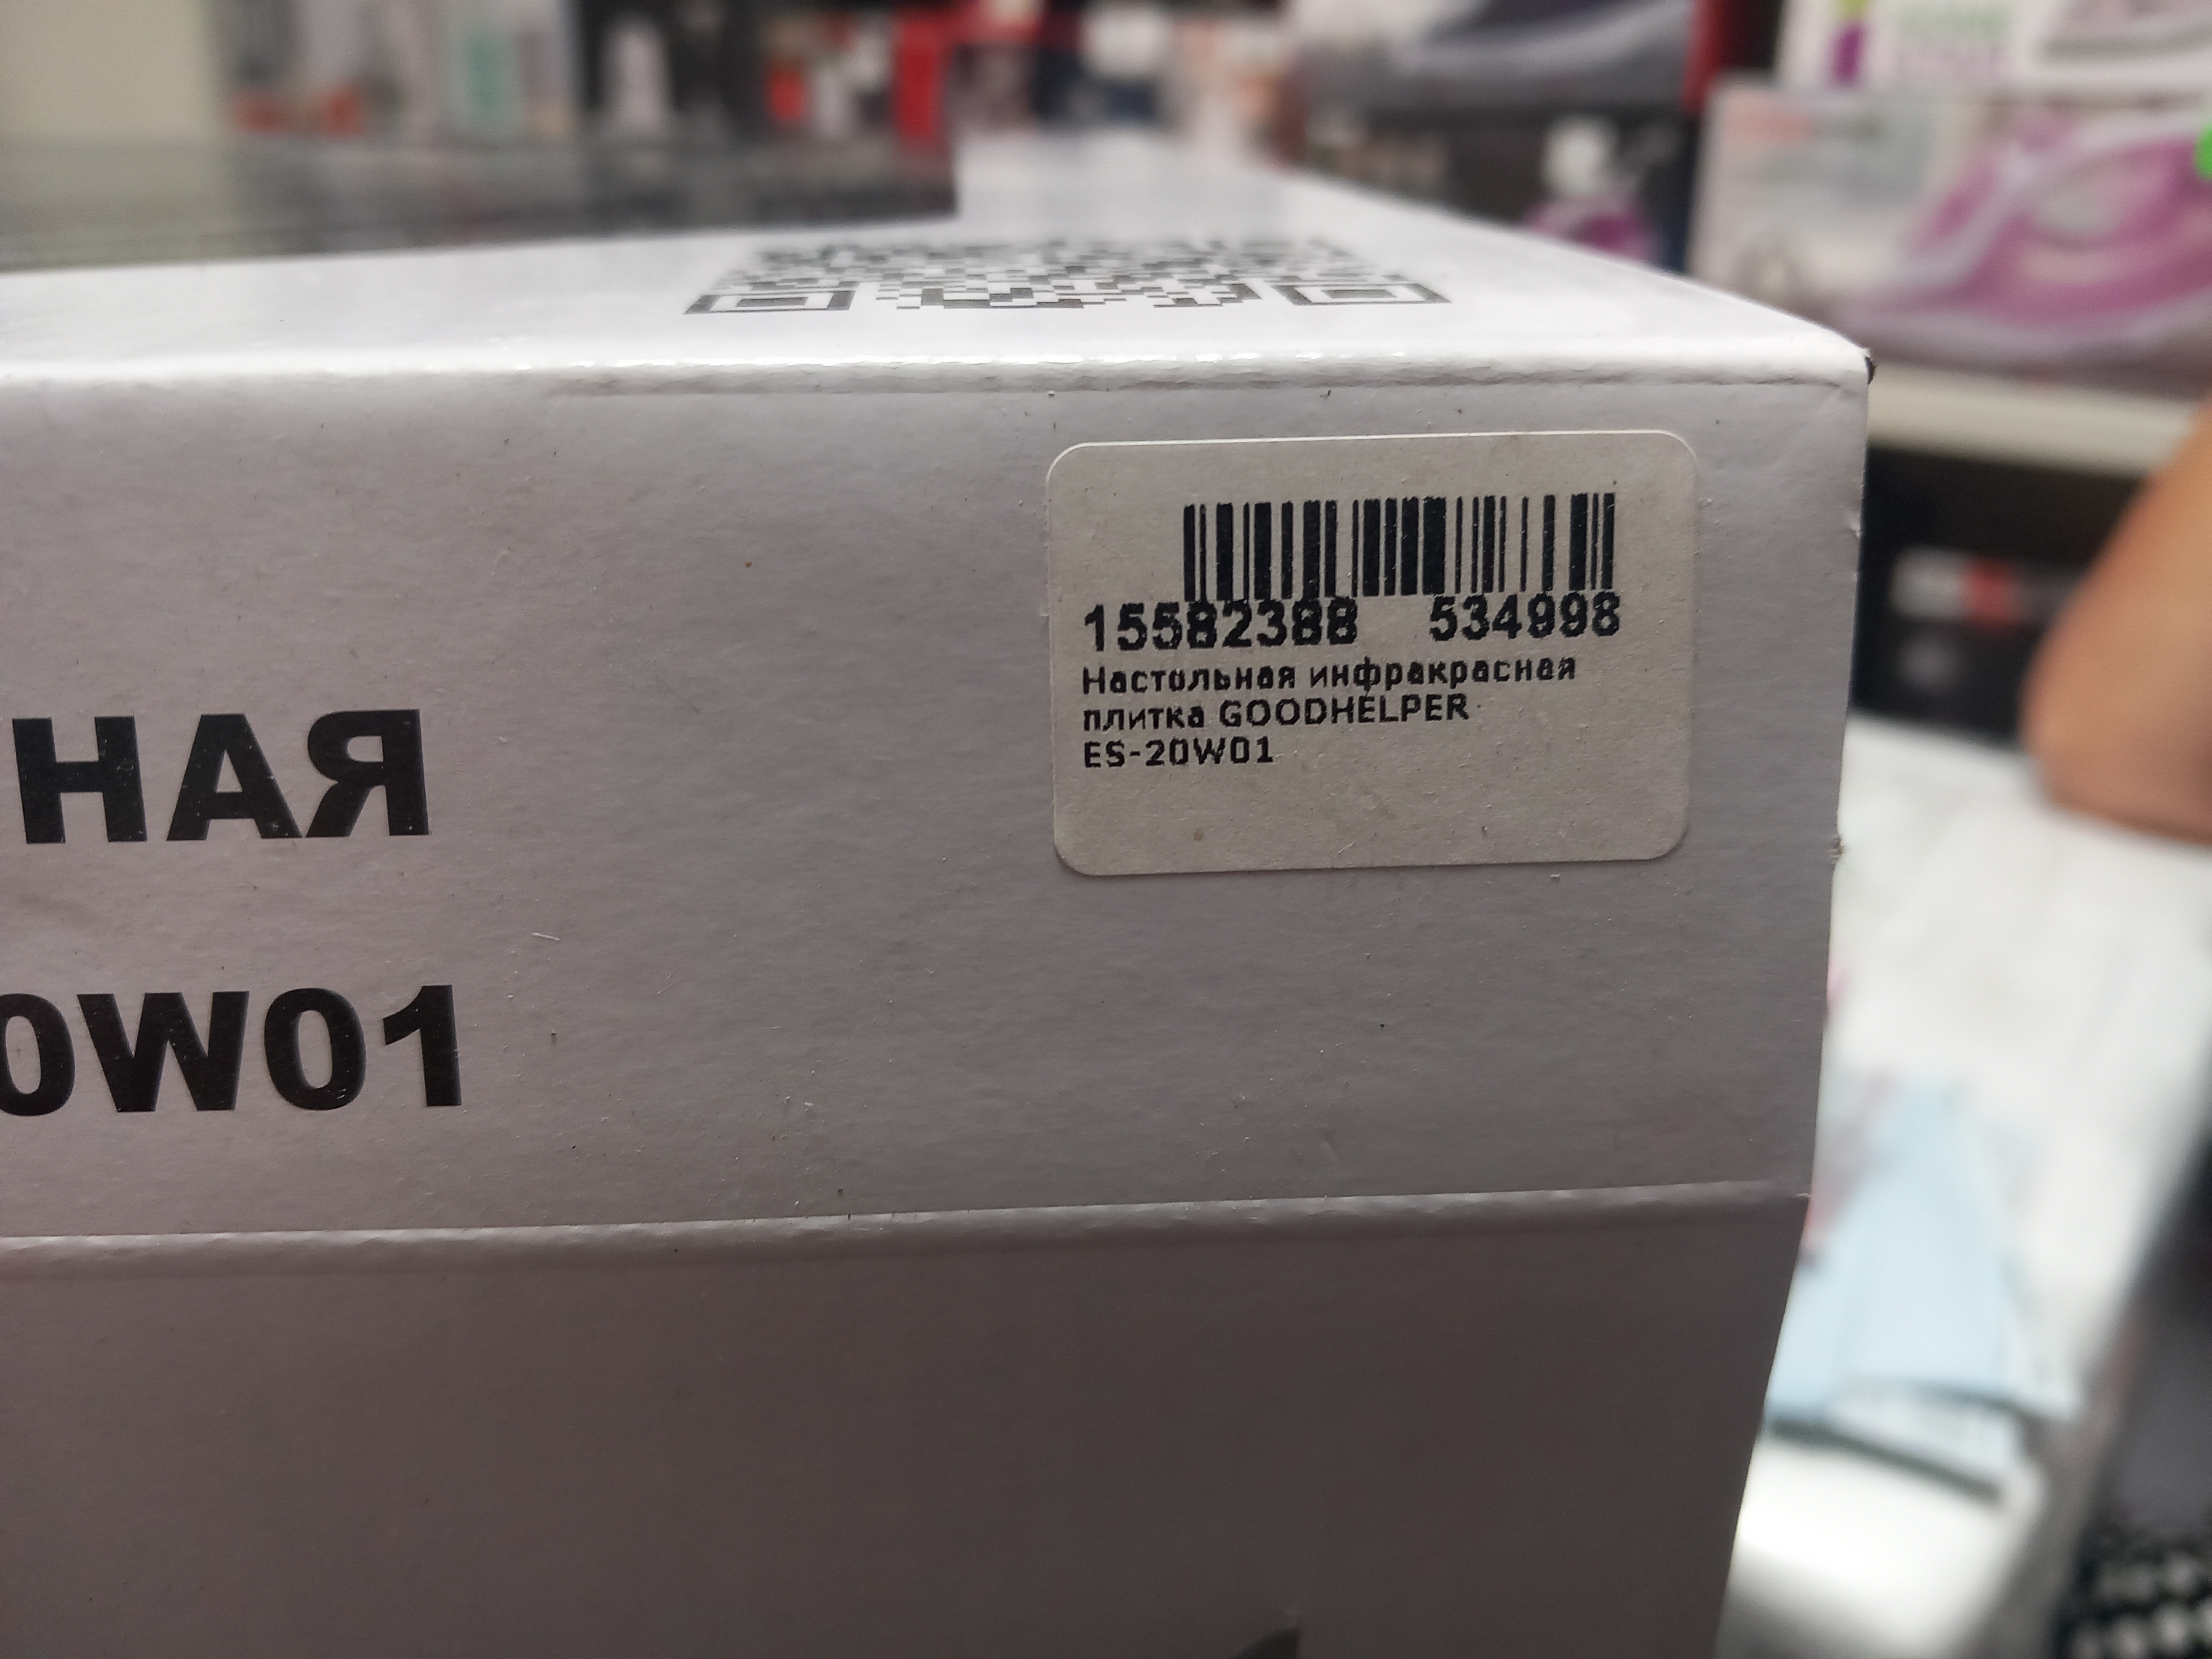 НАЯ
0W01
15582388 534998
Настольная инфракрасная
плитка GOODHELPER
ES-20W01